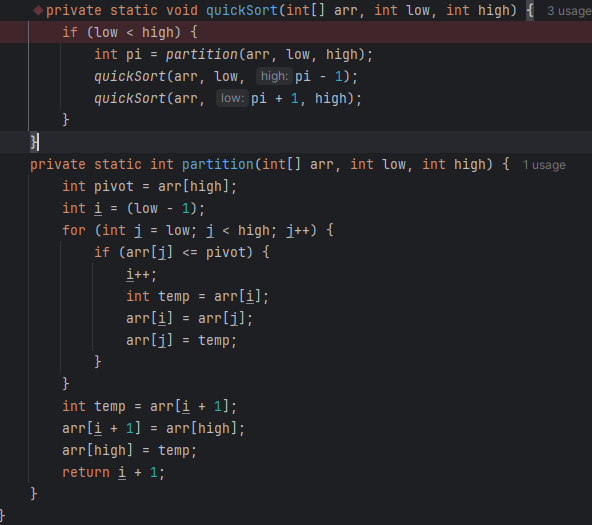 private static void quickSort(int[] arr, int low, int high) { 3 usage
if (low < high) {
int pi = partition(arr, low, high);
quickSort(arr, low, high: pi - 1);
quickSort(arr, low: pi + 1, high);
}
}
private static int partition(int[] arr, int low, int high) { 1 usage
int pivot = arr[high];
int i = (low - 1);
for (int j = low; j < high; j++) {
if (arr[j] <= pivot) {
i++;
int temp = arr[i];
arr[i] = arr[j];
arr[j] = temp;
}
}
int temp = arr[i + 1];
arr[i + 1] = arr[high];
arr[high] = temp;
return i + 1;
}
}